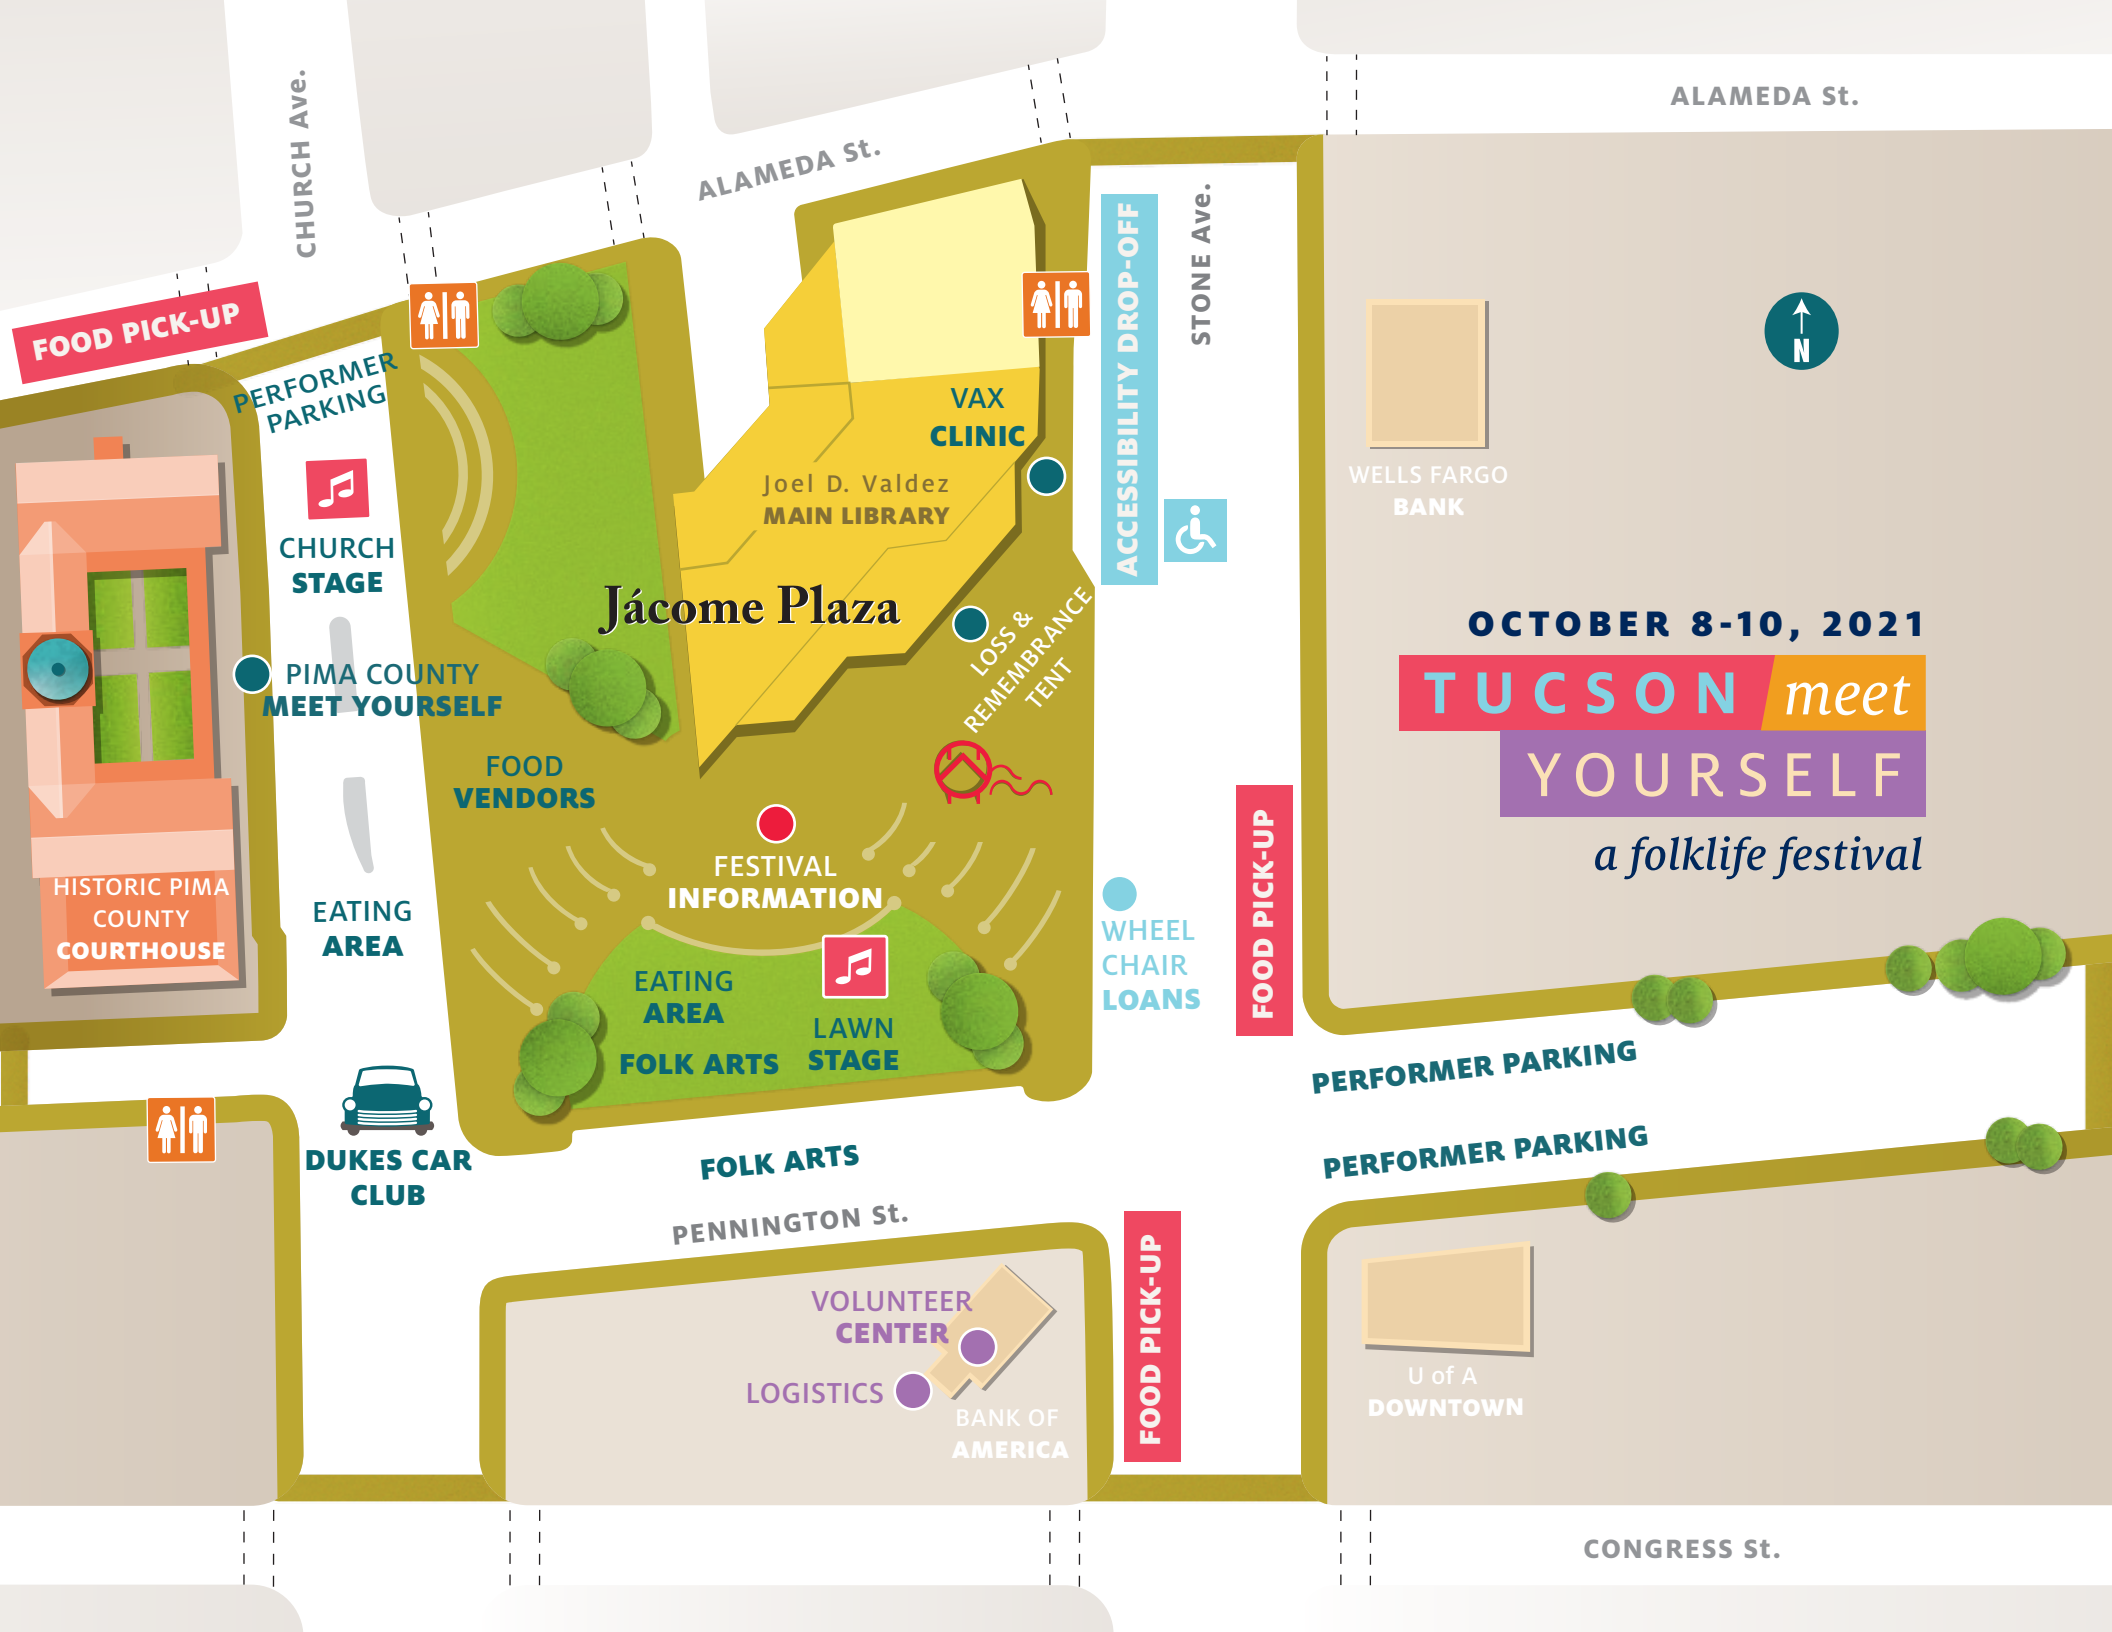 ALAMEDA St.
CHURCH Ave.
ALAMEDA St.
STONE Ave.
FOOD PICK-UP
PERFORMER
PARKING
ACCESSIBILITY DROP-OFF
VAX
CLINIC
Joel D. Valdez
MAIN LIBRARY
N
WELLS FARGO
BANK
CHURCH
STAGE
Jácome Plaza
LOSS &
REMEMBRANCE
TENT
PIMA COUNTY
MEET YOURSELF
OCTOBER 8-10, 2021
TUCSON meet
YOURSELF
a folklife festival
FOOD
VENDORS
FESTIVAL
INFORMATION
HISTORIC PIMA
COUNTY
COURTHOUSE
EATING
AREA
WHEEL
CHAIR
LOANS
FOOD PICK-UP
EATING
AREA
FOLK ARTS
LAWN
STAGE
PERFORMER PARKING
PERFORMER PARKING
DUKES CAR
CLUB
FOLK ARTS
PENNINGTON St.
VOLUNTEER
CENTER
LOGISTICS
BANK OF
AMERICA
FOOD PICK-UP
U of A
DOWNTOWN
CONGRESS St.